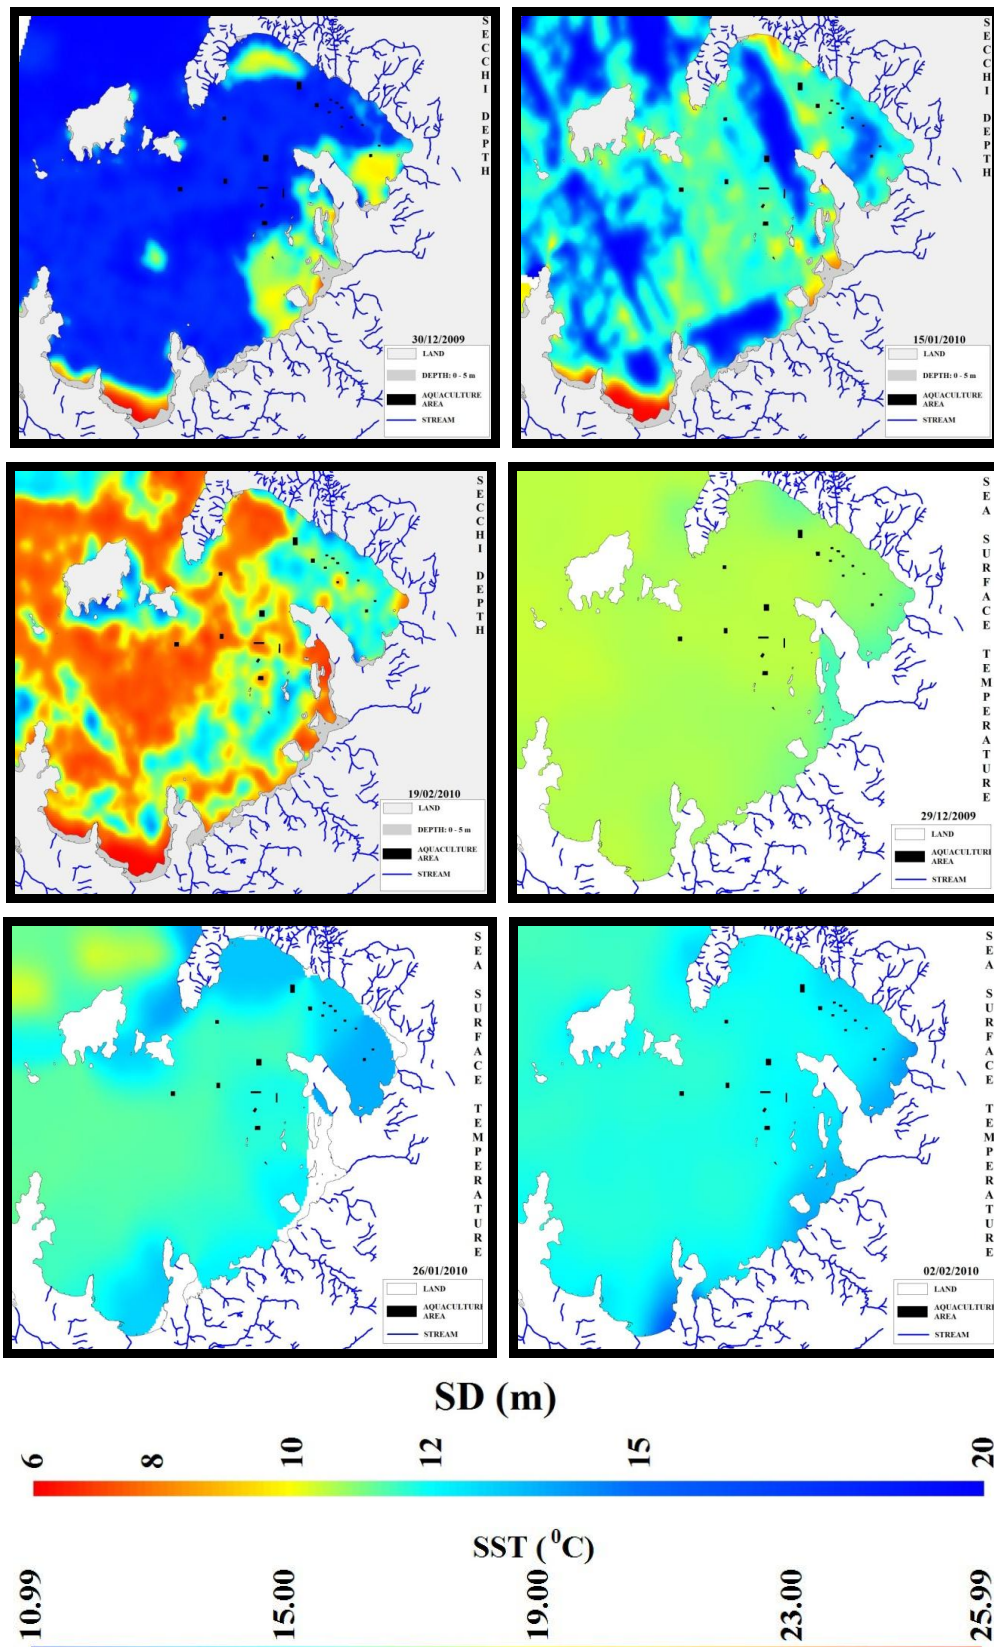 SECCHI DEPTH
30/12/2009
LAND
DEPTH: 0 - 5 m
AQUACULTURE
AREA
STREAM
SECCHI DEPTH
15/01/2010
LAND
DEPTH: 0 - 5 m
AQUACULTURE
AREA
STREAM
SECCHI DEPTH
19/02/2010
LAND
DEPTH: 0 - 5 m
AQUACULTURE
AREA
STREAM
SEA SURFACE TEMPERATURE
29/12/2009
LAND
AQUACULTURE
AREA
STREAM
SEA SURFACE TEMPERATURE
26/01/2010
LAND
AQUACULTURE
AREA
STREAM
SEA SURFACE TEMPERATURE
02/02/2010
LAND
AQUACULTURE
AREA
STREAM
SD (m)
6 8 10 12 15 20
SST (⁰C)
10.99 15.00 19.00 23.00 25.99